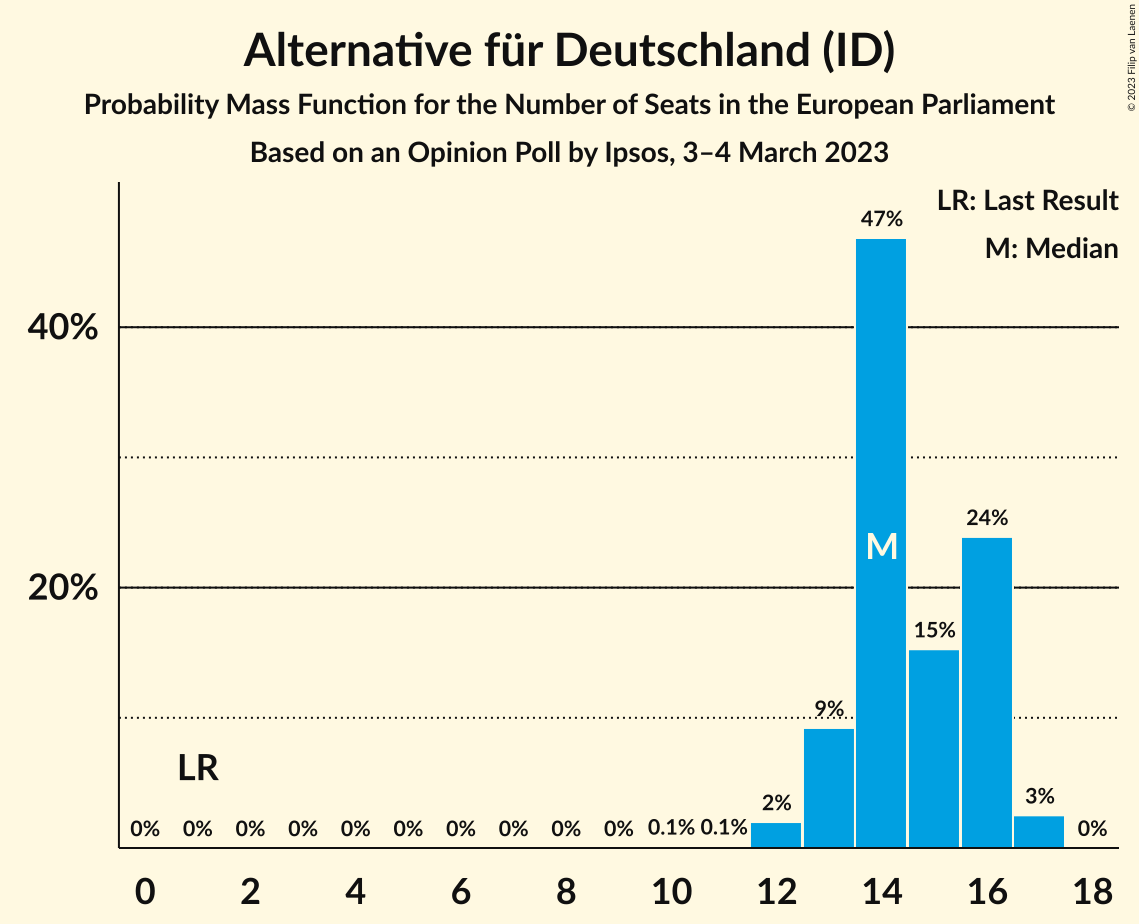 Alternative für Deutschland (ID)
Probability Mass Function for the Number of Seats in the European Parliament
Based on an Opinion Poll by Ipsos, 3–4 March 2023
© 2023 Filip van Laenen
LR: Last Result
M: Median
47%
40%
M
24%
20%
15%
9%
LR
3%
2%
0% 0% 0% 0% 0% 0% 0% 0% 0% 0% 0.1% 0.1% 0%
0 2 4 6 8 10 12 14 16 18